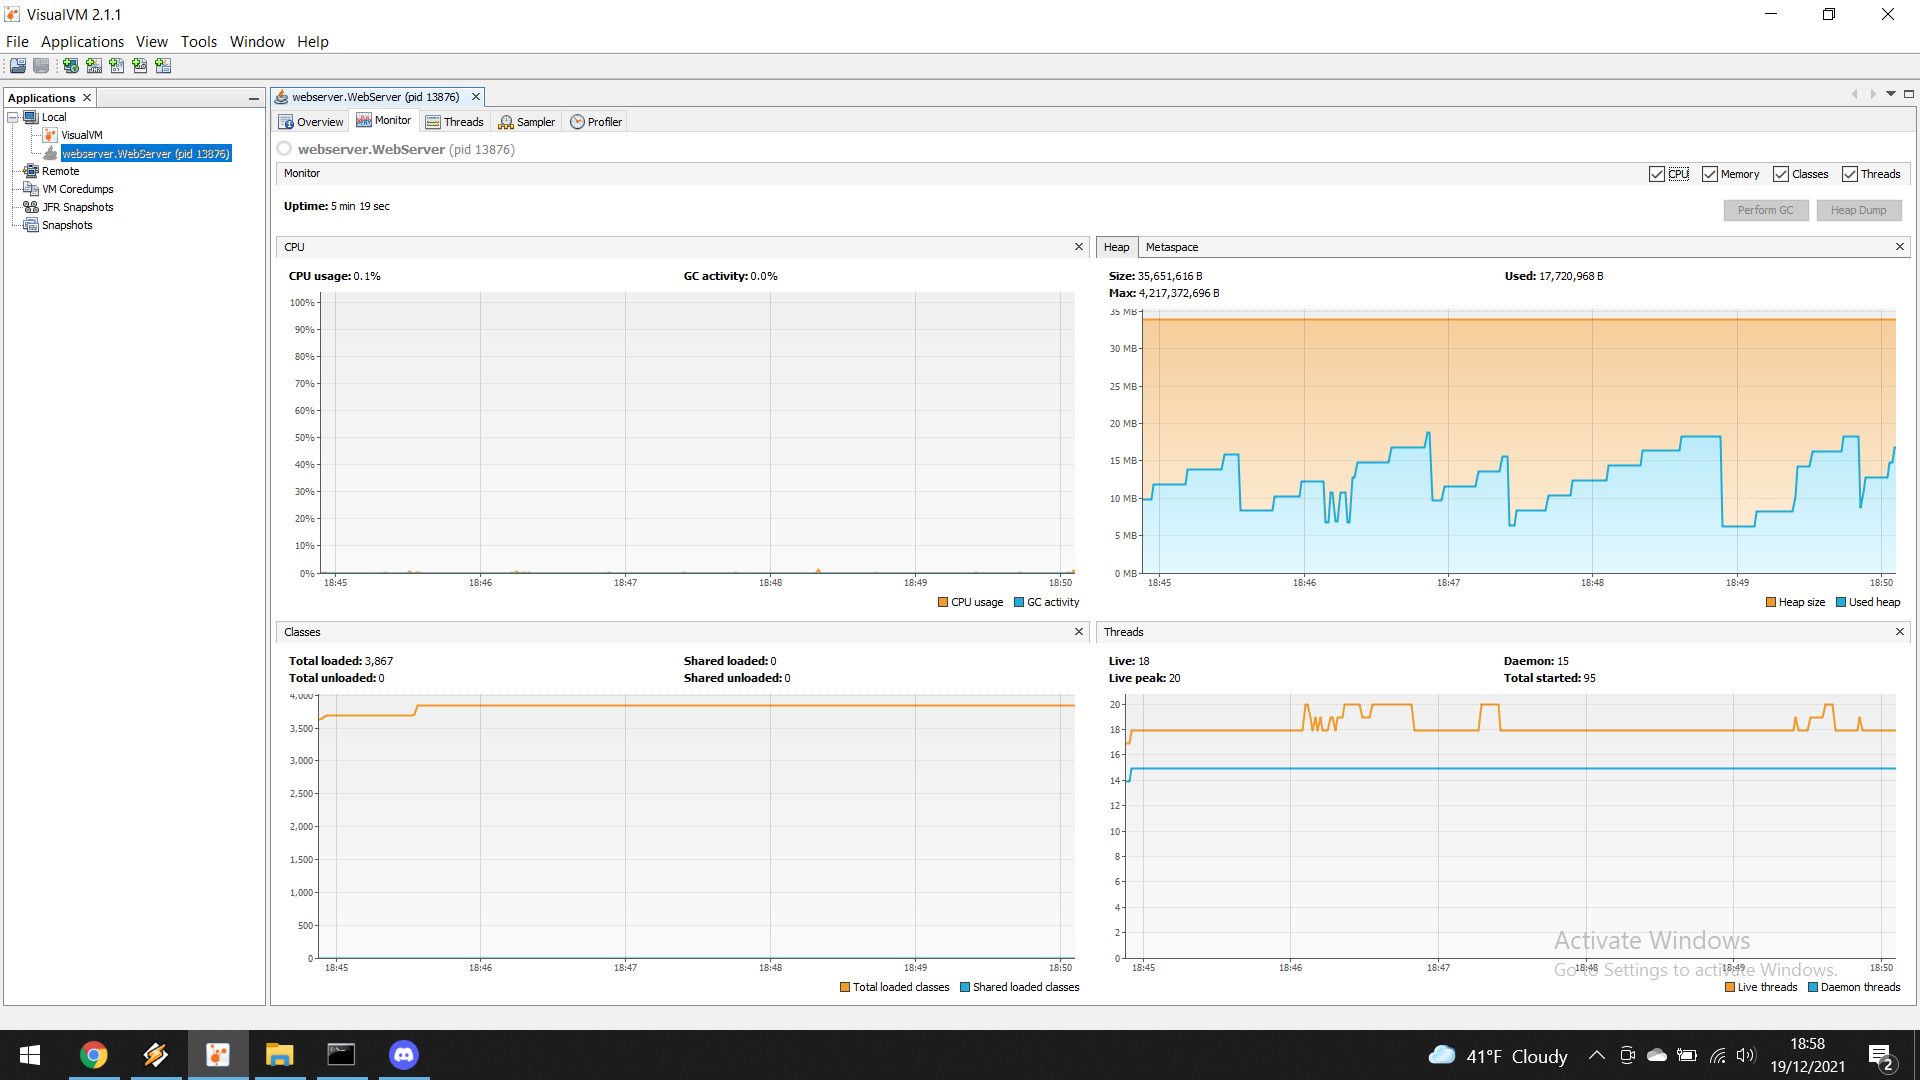 VisualVM 2.1.1
File Applications View Tools Window Help
Applications
webserver.WebServer (pid 13876)
Local
VisualVM
webserver.WebServer (pid 13876)
Remote
VM Coredumps
JFR Snapshots
Snapshots
Overview Monitor Threads Sampler Profiler
webserver.WebServer (pid 13876)
Monitor
CPU Memory Classes Threads
Uptime: 5 min 19 sec
Perform GC Heap Dump
CPU
CPU usage: 0.1% GC activity: 0.0%
100%
90%
80%
70%
60%
50%
40%
30%
20%
10%
0%
18:45 18:46 18:47 18:48 18:49 18:50
CPU usage GC activity
Heap Metaspace
Size: 35,651,616 B Used: 17,720,968 B
Max: 4,217,372,696 B
35 MB
30 MB
25 MB
20 MB
15 MB
10 MB
5 MB
0 MB
18:45 18:46 18:47 18:48 18:49 18:50
Heap size Used heap
Classes
Total loaded: 3,867 Shared loaded: 0
Total unloaded: 0 Shared unloaded: 0
4,000
3,500
3,000
2,500
2,000
1,500
1,000
500
0
18:45 18:46 18:47 18:48 18:49 18:50
Total loaded classes Shared loaded classes
Threads
Live: 18 Daemon: 15
Live peak: 20 Total started: 95
20
18
16
14
12
10
8
6
4
2
0
18:45 18:46 18:47 18:48 18:49 18:50
Live threads Daemon threads
Activate Windows
Go to Settings to activate Windows.
41°F Cloudy
18:58
19/12/2021
2